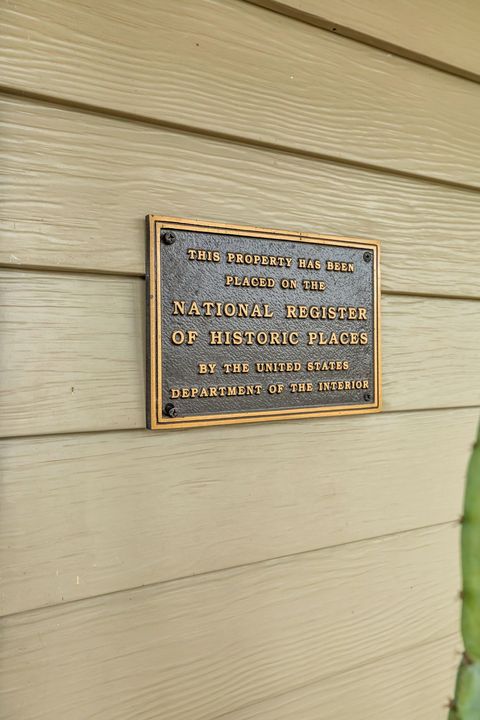 THIS PROPERTY HAS BEEN
PLACED ON THE
NATIONAL REGISTER
OF HISTORIC PLACES
BY THE UNITED STATES
DEPARTMENT OF THE INTERIOR